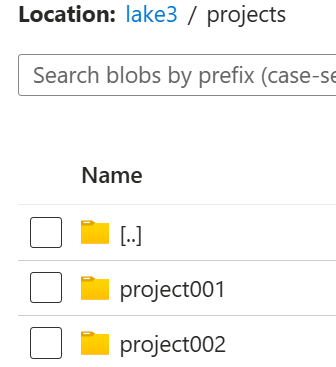 Location: lake3 / projects
Search blobs by prefix (case-se
Name
[..]
project001
project002